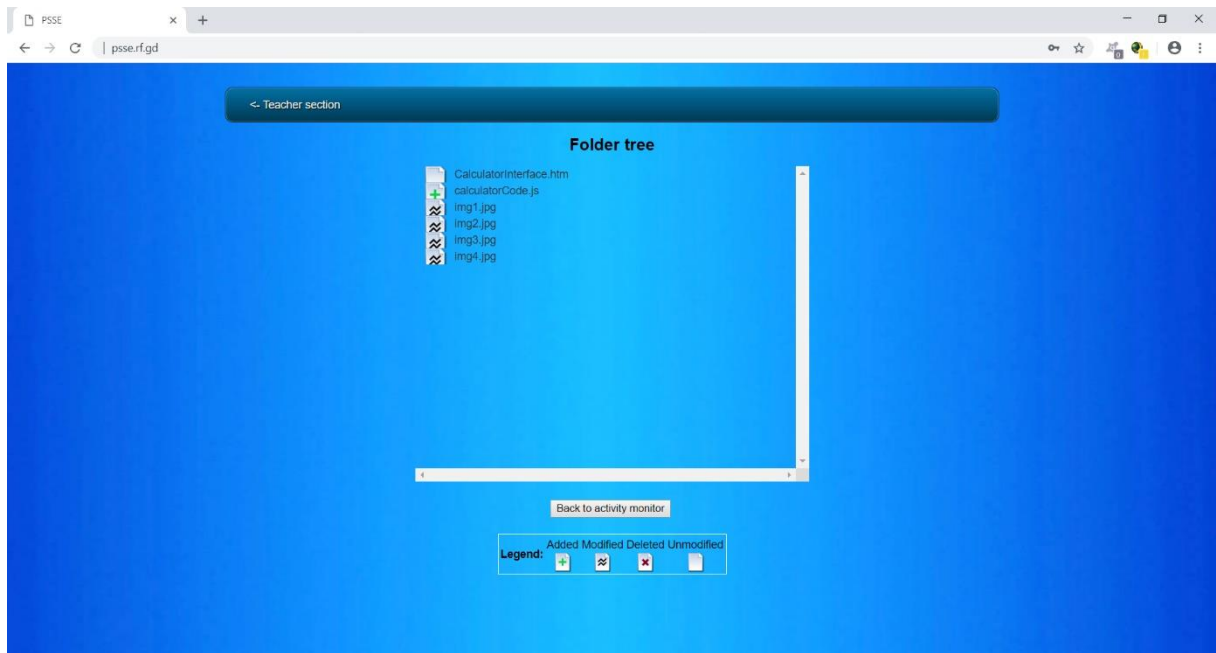 PSSE
psse.rf.gd
<- Teacher section
Folder tree
CalculatorInterface.htm
calculatorCode.js
img1.jpg
img2.jpg
img3.jpg
img4.jpg
Back to activity monitor
Legend: Added Modified Deleted Unmodified